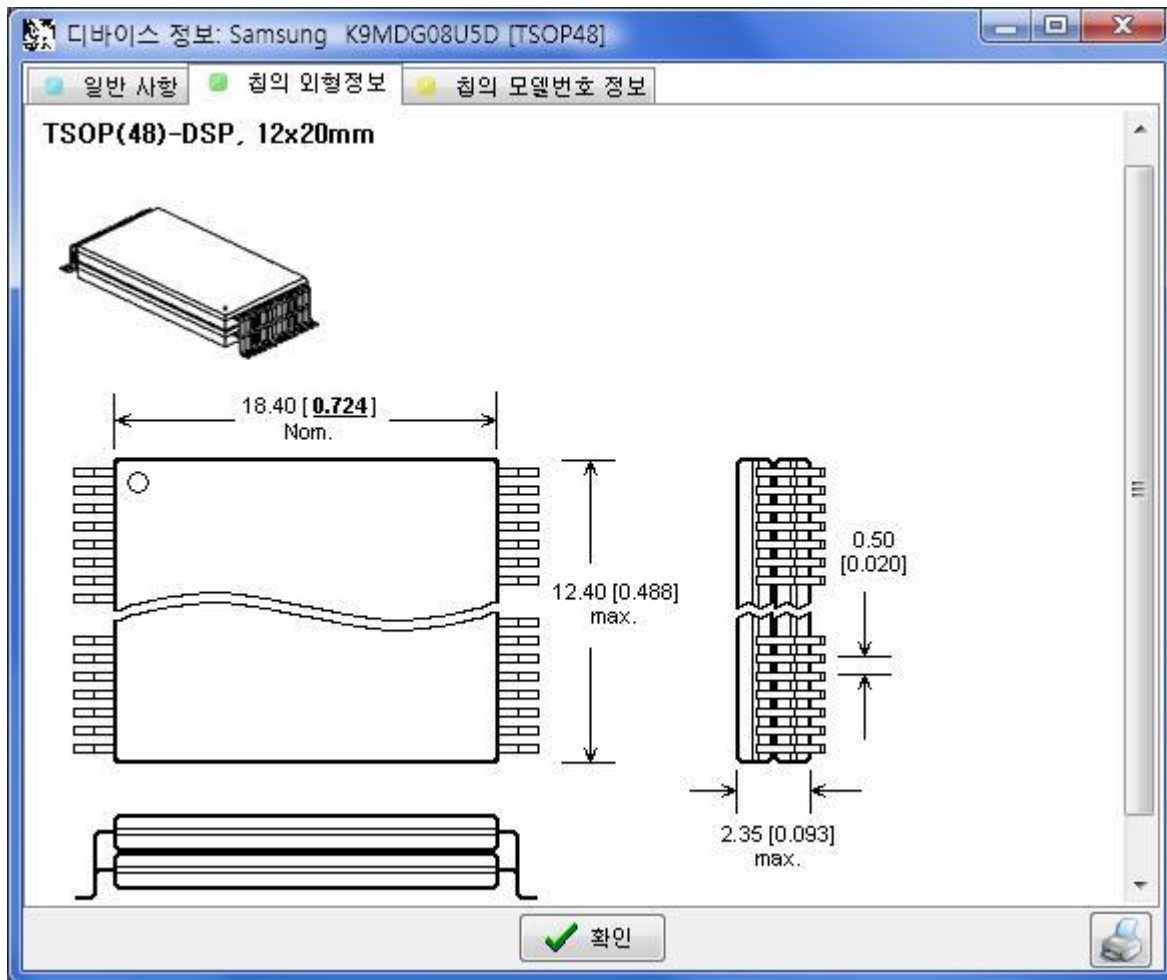 디바이스 정보: Samsung K9MDG08U5D [TSOP48]
일반 사항
칩의 외형정보
칩의 모델번호 정보
TSOP(48)-DSP, 12x20mm
18.40 [0.724]
Nom.
12.40 [0.488]
max.
0.50
[0.020]
2.35 [0.093]
max.
확인